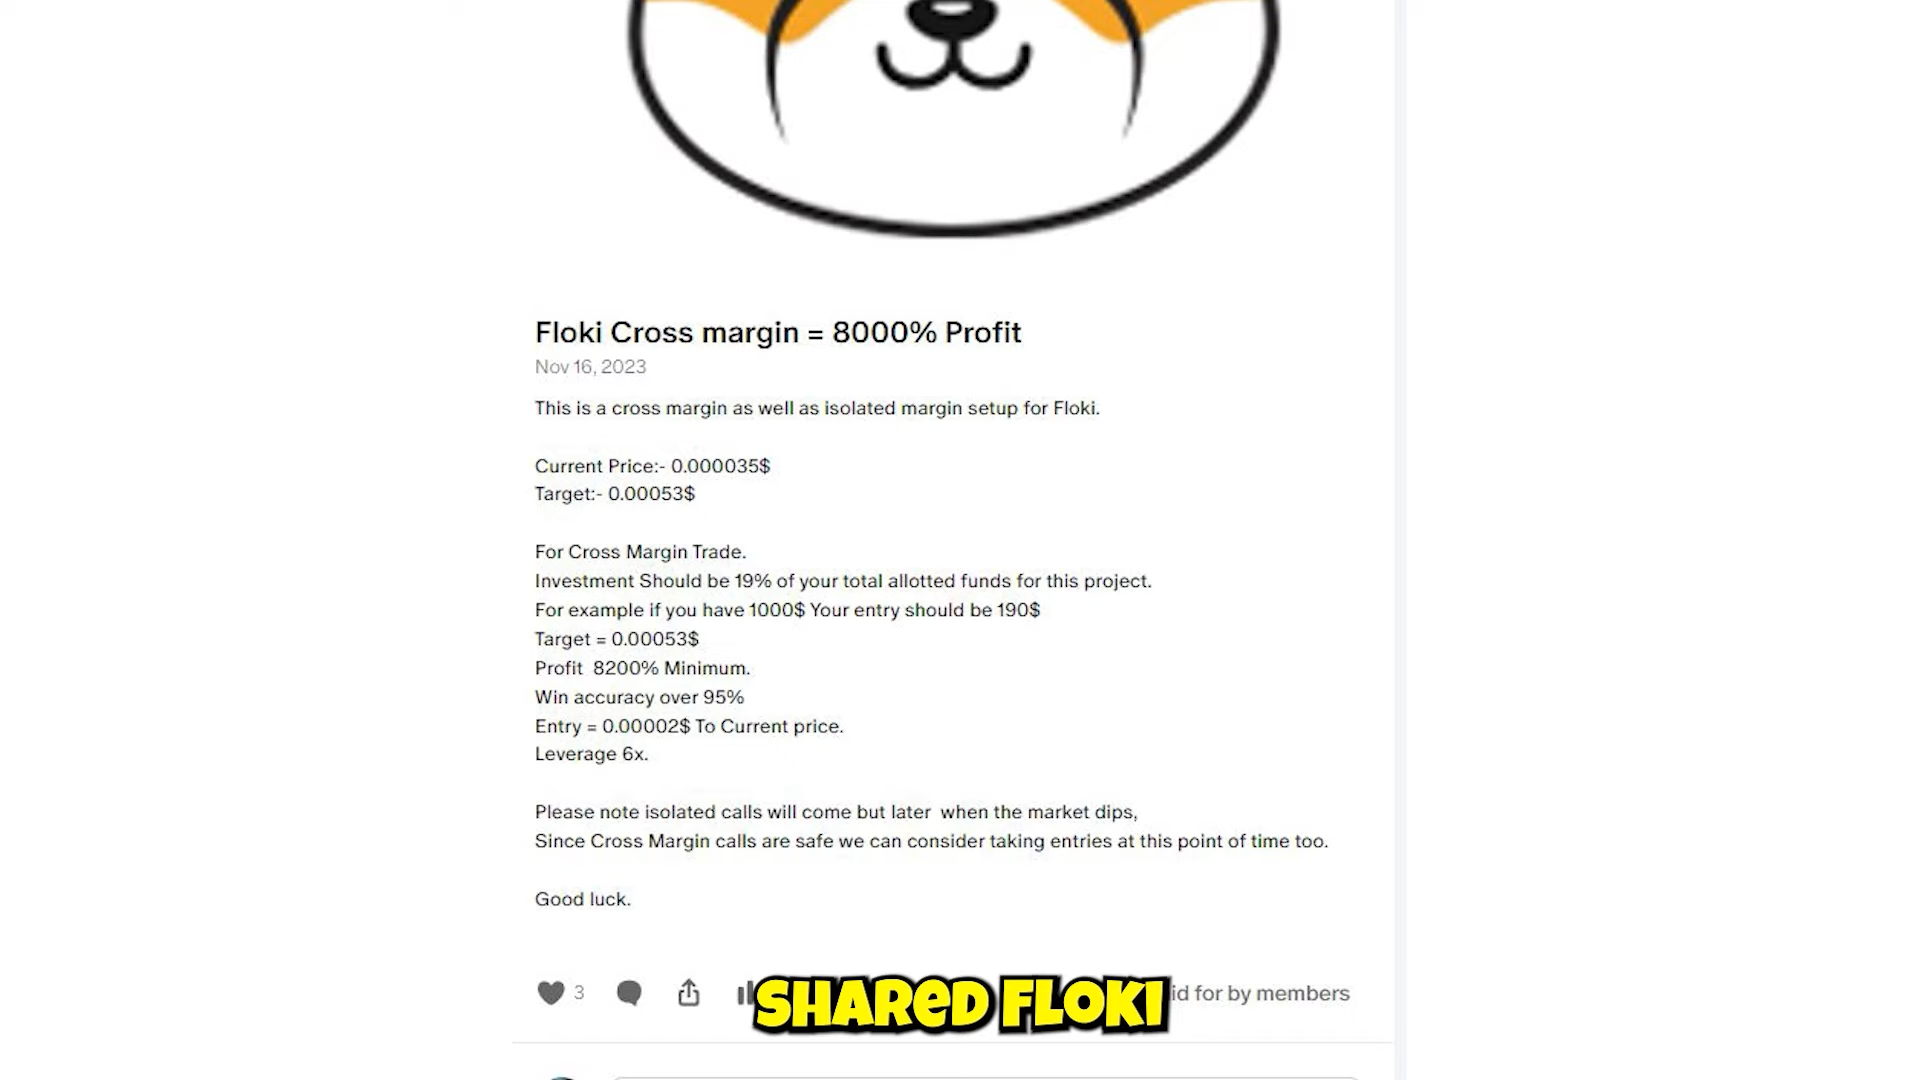 Floki Cross margin = 8000% Profit
Nov 16, 2023
This is a cross margin as well as isolated margin setup for Floki.
Current Price:- 0.000035$
Target:- 0.00053$
For Cross Margin Trade.
Investment Should be 19% of your total allotted funds for this project.
For example if you have 1000$ Your entry should be 190$
Target = 0.00053$
Profit  8200% Minimum.
Win accuracy over 95%
Entry = 0.00002$ To Current price.
Leverage 6x.
Please note isolated calls will come but later  when the market dips,
Since Cross Margin calls are safe we can consider taking entries at this point of time too.
Good luck.
3
SHARED FLOKI
for by members